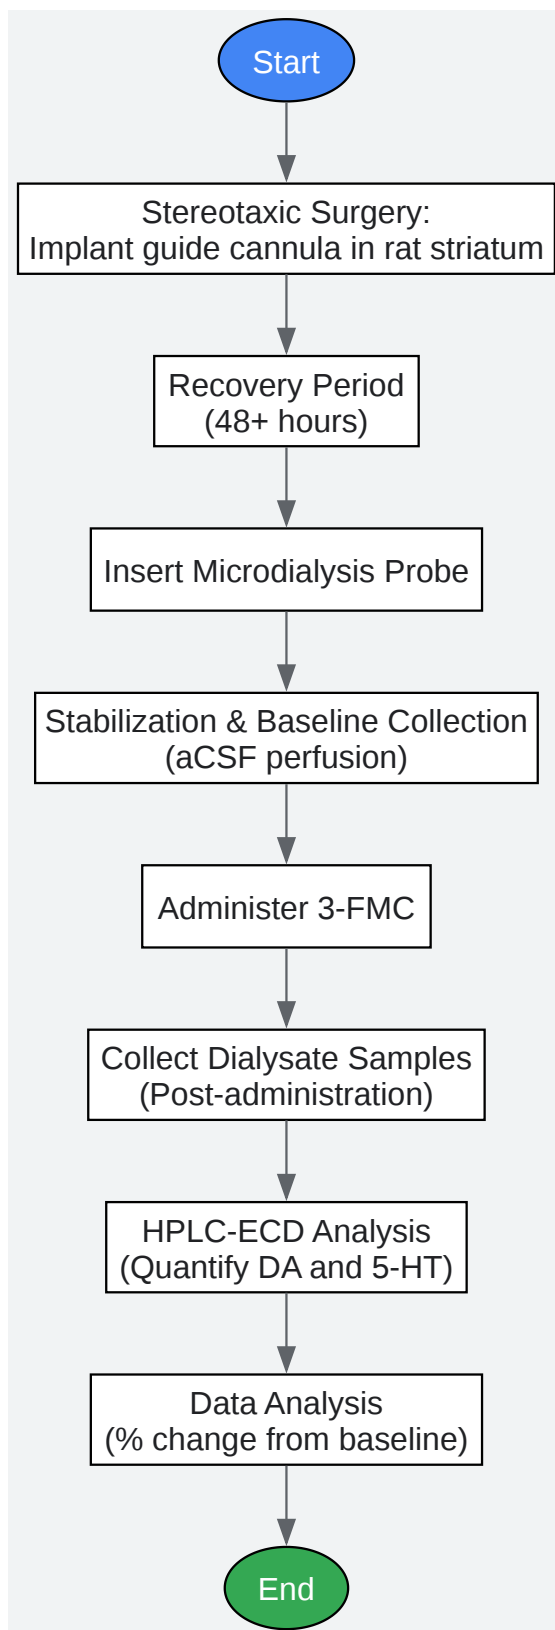 Start
Stereotaxic Surgery:
Implant guide cannula in rat striatum
Recovery Period
(48+ hours)
Insert Microdialysis Probe
Stabilization & Baseline Collection
(aCSF perfusion)
Administer 3-FMC
Collect Dialysate Samples
(Post-administration)
HPLC-ECD Analysis
(Quantify DA and 5-HT)
Data Analysis
(% change from baseline)
End